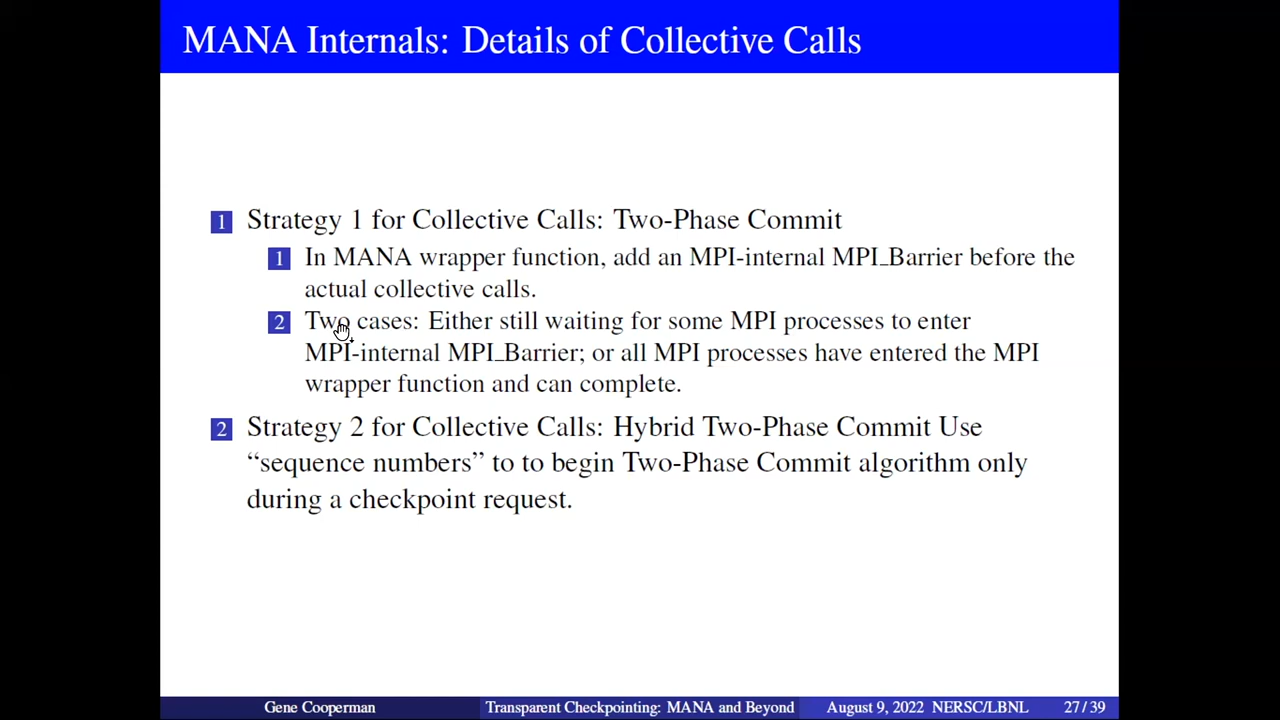 MANA Internals: Details of Collective Calls
1 Strategy 1 for Collective Calls: Two-Phase Commit
1 In MANA wrapper function, add an MPI-internal MPI_Barrier before the
actual collective calls.
2 Two cases: Either still waiting for some MPI processes to enter
MPI-internal MPI_Barrier; or all MPI processes have entered the MPI
wrapper function and can complete.
2 Strategy 2 for Collective Calls: Hybrid Two-Phase Commit Use
“sequence numbers” to to begin Two-Phase Commit algorithm only
during a checkpoint request.
Gene Cooperman Transparent Checkpointing: MANA and Beyond August 9, 2022 NERSC/LBNL 27 / 39